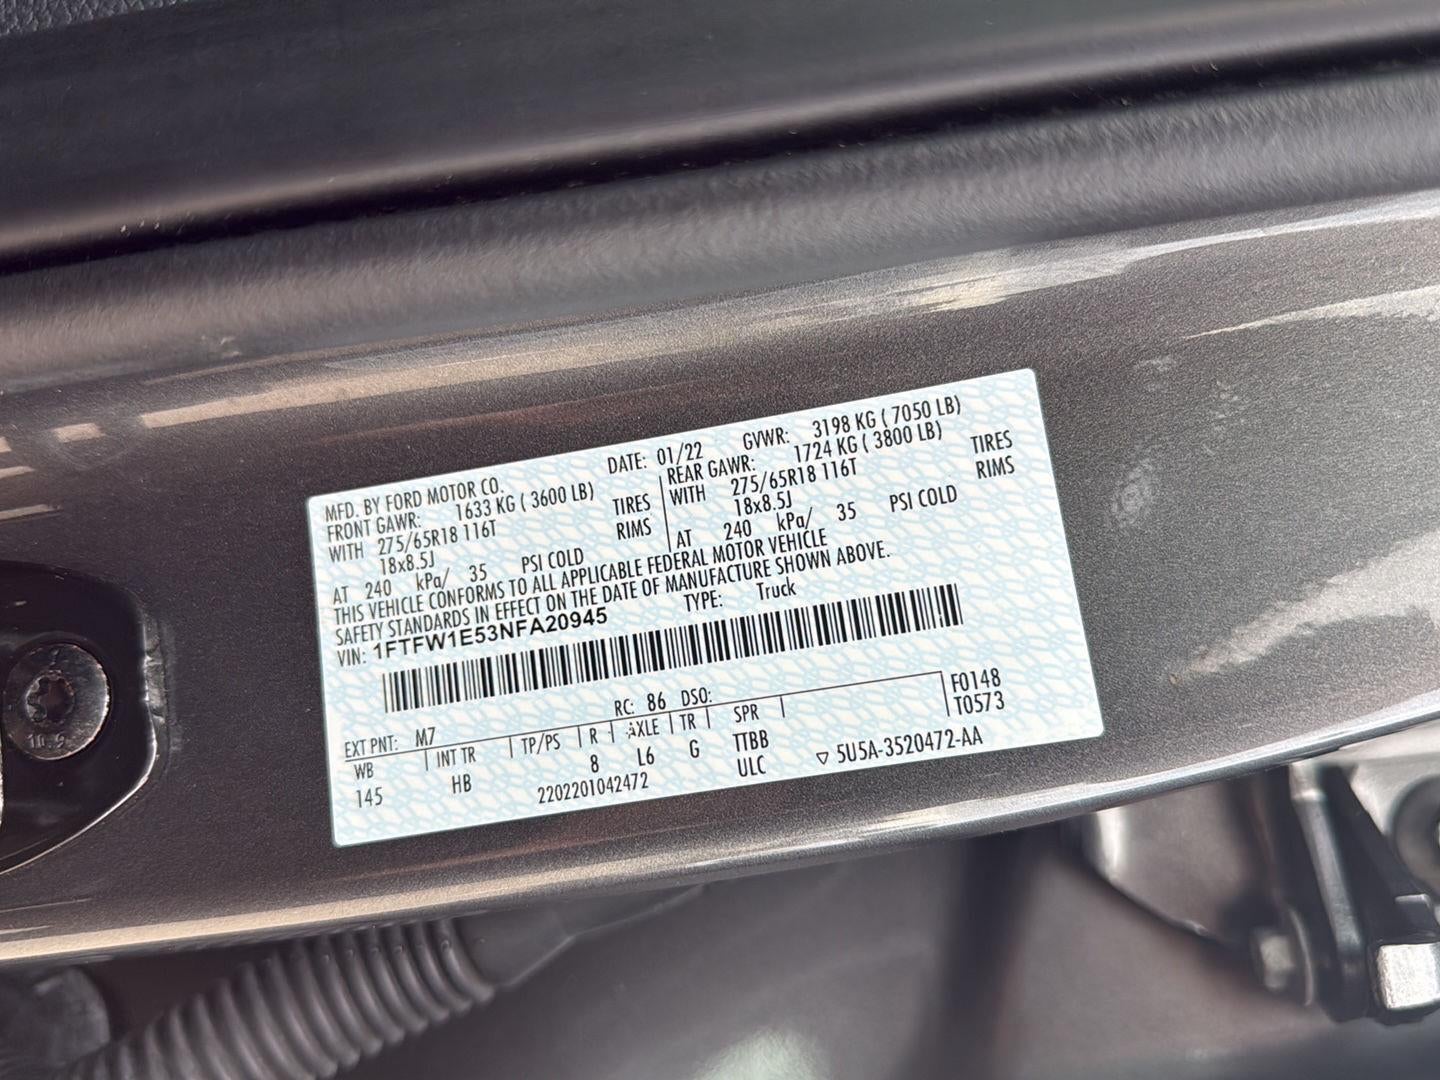 MFD. BY FORD MOTOR CO.
DATE: 01/22 GVWR: 3198 KG ( 7050 LB)
FRONT GAWR: 1633 KG ( 3600 LB)
WITH 275/65R18 116T TIRES
18x8.5J RIMS
AT 240 kPa/ 35 PSI COLD
REAR GAWR: 1724 KG ( 3800 LB)
WITH 275/65R18 116T TIRES
18x8.5J RIMS
AT 240 kPa/ 35 PSI COLD
THIS VEHICLE CONFORMS TO ALL APPLICABLE FEDERAL MOTOR VEHICLE
SAFETY STANDARDS IN EFFECT ON THE DATE OF MANUFACTURE SHOWN ABOVE.
VIN: 1FTFW1E53NFA20945 TYPE: Truck
EXT PNT: M7 RC: 86 DSO:
WB INT TR TP/PS R AXLE TR SPR F0148
145 HB 8 L6 G TTBB T0573
2202201042472 ULC ▽ 5U5A-3520472-AA
10.9